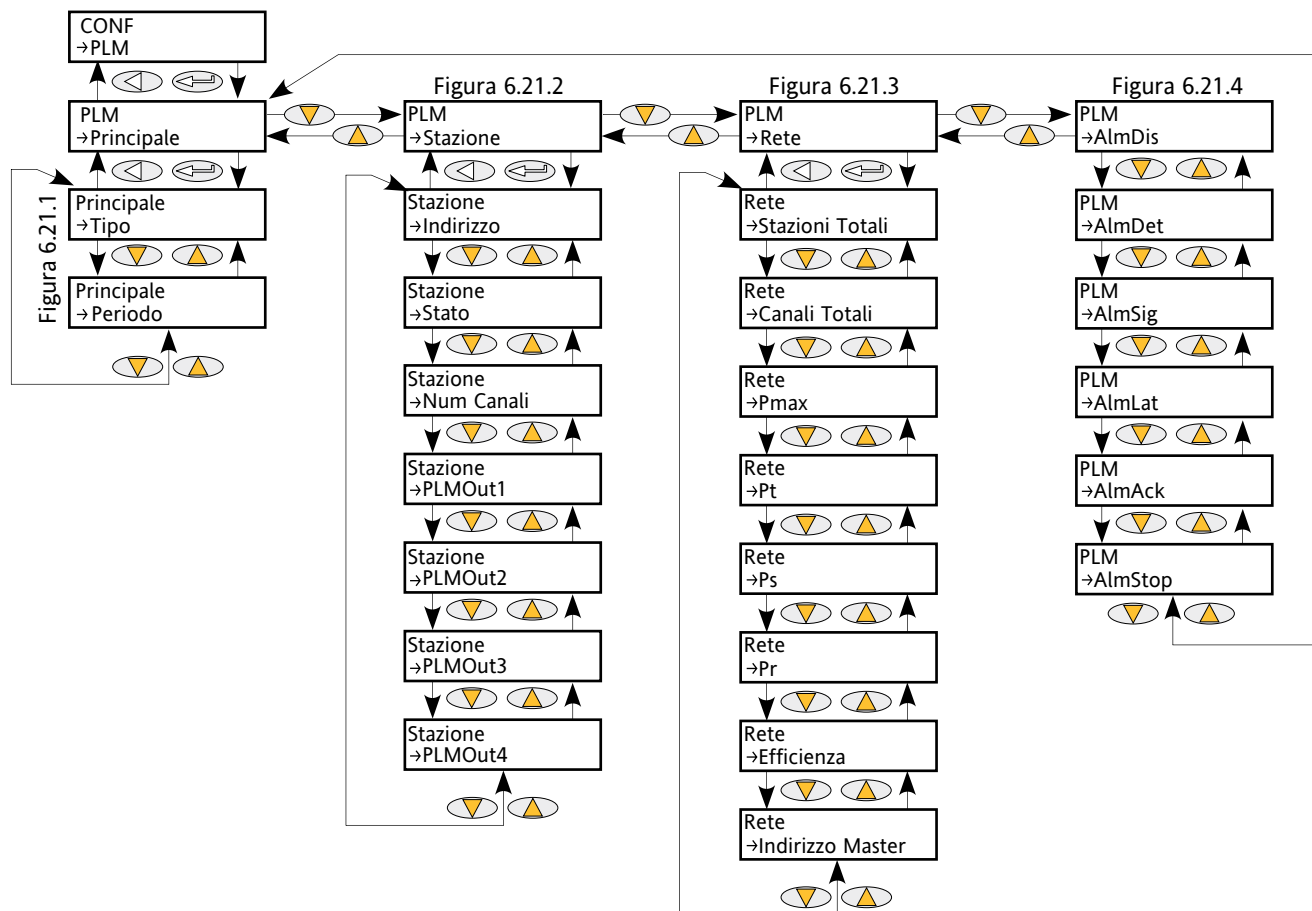 CONF
→PLM
PLM
→Principale
Figura 6.21.1
Principale
→Tipo
Principale
→Periodo
Figura 6.21.2
PLM
→Stazione
Stazione
→Indirizzo
Stazione
→Stato
Stazione
→Num Canali
Stazione
→PLMOut1
Stazione
→PLMOut2
Stazione
→PLMOut3
Stazione
→PLMOut4
Figura 6.21.3
PLM
→Rete
Rete
→Stazioni Totali
Rete
→Canali Totali
Rete
→Pmax
Rete
→Pt
Rete
→Ps
Rete
→Pr
Rete
→Efficienza
Rete
→Indirizzo Master
Figura 6.21.4
PLM
→AlmDis
PLM
→AlmDet
PLM
→AlmSig
PLM
→AlmLat
PLM
→AlmAck
PLM
→AlmStop